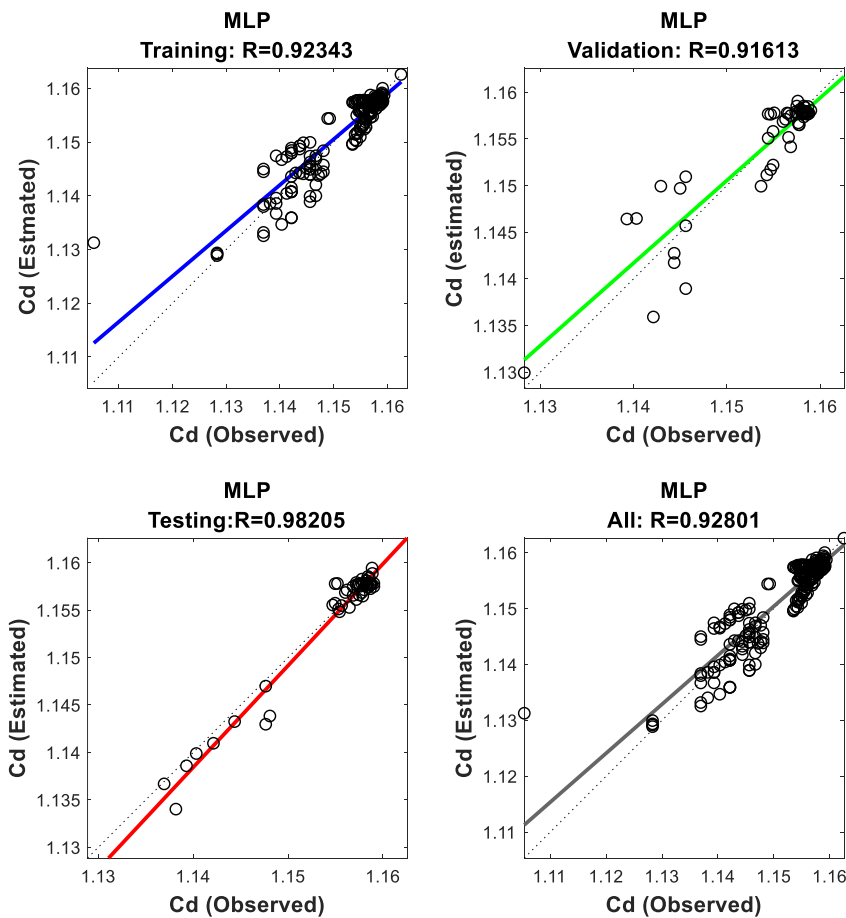 MLP
Training: R=0.92343
1.16
1.15
1.14
1.13
1.12
1.11
Cd (Estmated)
1.11 1.12 1.13 1.14 1.15 1.16
Cd (Observed)
MLP
Validation: R=0.91613
1.16
1.155
1.15
1.145
1.14
1.135
1.13
Cd (estimated)
1.13 1.14 1.15 1.16
Cd (Observed)
MLP
Testing:R=0.98205
1.16
1.155
1.15
1.145
1.14
1.135
1.13
Cd (Estimated)
1.13 1.14 1.15 1.16
Cd (Observed)
MLP
All: R=0.92801
1.16
1.15
1.14
1.13
1.12
1.11
Cd (Estimated)
1.11 1.12 1.13 1.14 1.15 1.16
Cd (Observed)